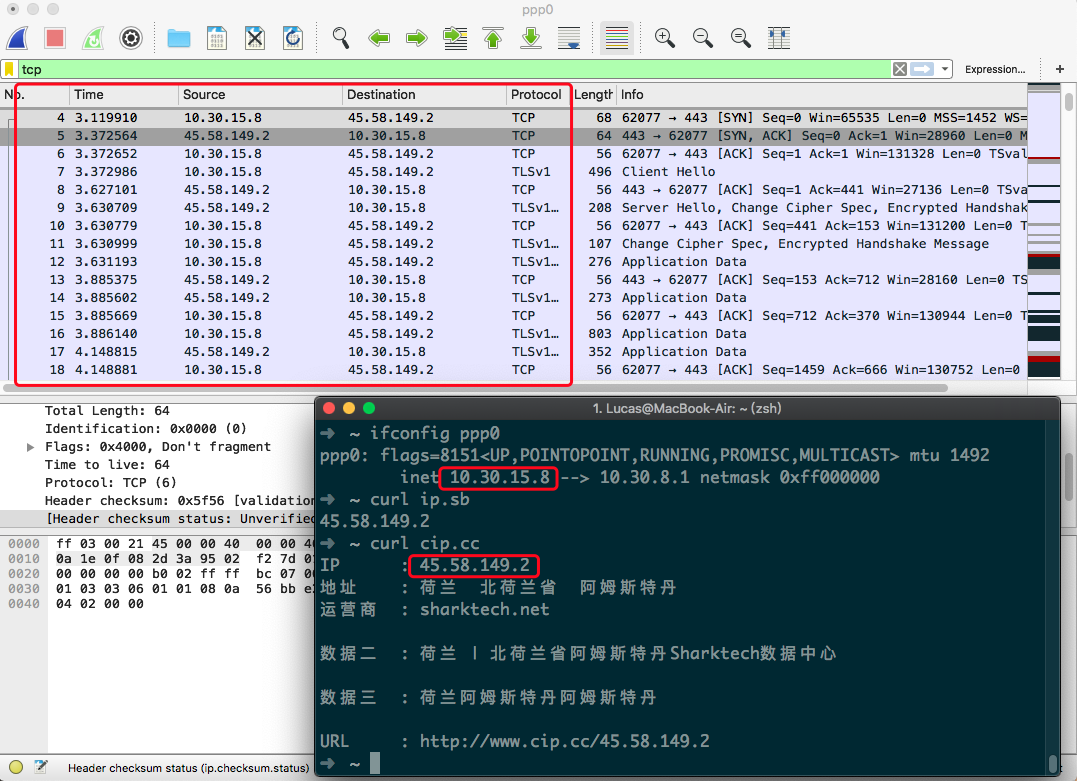 ppp0
tcp
Expression...
+
No. Time Source Destination Protocol Length Info
4 3.119910 10.30.15.8 45.58.149.2 TCP 68 62077 → 443 [SYN] Seq=0 Win=65535 Len=0 MSS=1452 WS=
5 3.372564 45.58.149.2 10.30.15.8 TCP 64 443 → 62077 [SYN, ACK] Seq=0 Ack=1 Win=28960 Len=0 M
6 3.372652 10.30.15.8 45.58.149.2 TCP 56 62077 → 443 [ACK] Seq=1 Ack=1 Win=131328 Len=0 TSval
7 3.372986 10.30.15.8 45.58.149.2 TLSv1 496 Client Hello
8 3.627101 45.58.149.2 10.30.15.8 TCP 56 443 → 62077 [ACK] Seq=1 Ack=441 Win=27136 Len=0 TSva
9 3.630709 45.58.149.2 10.30.15.8 TLSv1… 208 Server Hello, Change Cipher Spec, Encrypted Handshak
10 3.630779 10.30.15.8 45.58.149.2 TCP 56 62077 → 443 [ACK] Seq=441 Ack=153 Win=131200 Len=0 T
11 3.630999 10.30.15.8 45.58.149.2 TLSv1… 107 Change Cipher Spec, Encrypted Handshake Message
12 3.631193 10.30.15.8 45.58.149.2 TLSv1… 276 Application Data
13 3.885375 45.58.149.2 10.30.15.8 TCP 56 443 → 62077 [ACK] Seq=153 Ack=712 Win=28160 Len=0 TS
14 3.885602 45.58.149.2 10.30.15.8 TLSv1… 273 Application Data
15 3.885669 10.30.15.8 45.58.149.2 TCP 56 62077 → 443 [ACK] Seq=712 Ack=370 Win=130944 Len=0 T
16 3.886140 10.30.15.8 45.58.149.2 TLSv1… 803 Application Data
17 4.148815 45.58.149.2 10.30.15.8 TLSv1… 352 Application Data
18 4.148881 10.30.15.8 45.58.149.2 TCP 56 62077 → 443 [ACK] Seq=1459 Ack=666 Win=130752 Len=0
Total Length: 64
Identification: 0x0000 (0)
Flags: 0x4000, Don't fragment
Time to live: 64
Protocol: TCP (6)
Header checksum: 0x5f56 [validation
[Header checksum status: Unverified
0000 ff 03 00 21 45 00 00 40 00 00 40
0010 0a 1e 0f 08 2d 3a 95 02 f2 7d 0
0020 00 00 00 00 b0 02 ff ff bc 07 00
0030 01 03 03 06 01 01 08 0a 56 bb e
0040 04 02 00 00
Header checksum status (ip.checksum.status)
1. Lucas@MacBook-Air: ~ (zsh)
➜ ~ ifconfig ppp0
ppp0: flags=8151<UP,POINTOPOINT,RUNNING,PROMISC,MULTICAST> mtu 1492
inet 10.30.15.8 --> 10.30.8.1 netmask 0xff000000
➜ ~ curl ip.sb
45.58.149.2
➜ ~ curl cip.cc
IP : 45.58.149.2
地址 : 荷兰 北荷兰省 阿姆斯特丹
运营商 : sharktech.net
数据二 : 荷兰 | 北荷兰省阿姆斯特丹Sharktech数据中心
数据三 : 荷兰阿姆斯特丹阿姆斯特丹
URL : http://www.cip.cc/45.58.149.2
➜ ~